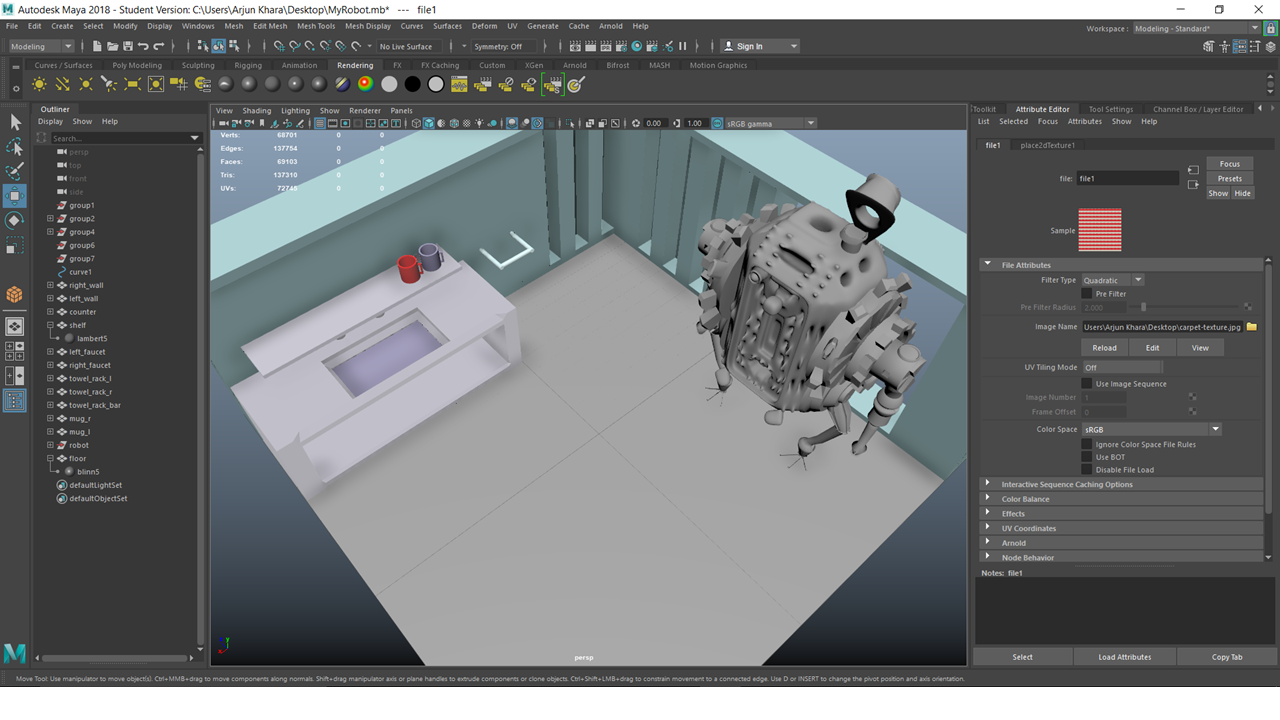 Autodesk Maya 2018 - Student Version: C:\Users\Arjun Khara\Desktop\MyRobot.mb*   ---   file1
File Edit Create Select Modify Display Windows Mesh Edit Mesh Mesh Tools Mesh Display Curves Surfaces Deform UV Generate Cache Arnold Help
Workspace : Modeling - Standard*
Modeling No Live Surface Symmetry: Off Sign In
Curves / Surfaces Poly Modeling Sculpting Rigging Animation Rendering FX FX Caching Custom XGen Arnold Bifrost MASH Motion Graphics
Outliner
Display Show Help
Search...
persp
top
front
side
group1
group2
group4
group6
group7
curve1
right_wall
left_wall
counter
shelf
lambert5
left_faucet
right_faucet
towel_rack_l
towel_rack_r
towel_rack_bar
mug_r
mug_l
robot
floor
blinn5
defaultLightSet
defaultObjectSet
View Shading Lighting Show Renderer Panels
0.00 1.00 sRGB gamma
Verts: 68701 0 0
Edges: 137754 0 0
Faces: 69103 0 0
Tris: 137310 0 0
UVs: 72745 0 0
persp
Toolkit Attribute Editor Tool Settings Channel Box / Layer Editor
List Selected Focus Attributes Show Help
file1 place2dTexture1
file: file1
Focus
Presets
Show Hide
Sample
File Attributes
Filter Type Quadratic
Pre Filter
Pre Filter Radius 2.000
Image Name Users\Arjun Khara\Desktop\carpet-texture.jpg
Reload Edit View
UV Tiling Mode Off
Use Image Sequence
Image Number 1
Frame Offset 0
Color Space sRGB
Ignore Color Space File Rules
Use BOT
Disable File Load
Interactive Sequence Caching Options
Color Balance
Effects
UV Coordinates
Arnold
Node Behavior
Notes: file1
Select Load Attributes Copy Tab
Move Tool: Use manipulator to move object(s). Ctrl+MMB+drag to move components along normals. Shift+drag manipulator axis or plane handles to extrude components or clone objects. Ctrl+Shift+LMB+drag to constrain movement to a connected edge. Use D or INSERT to change the pivot position and axis orientation.